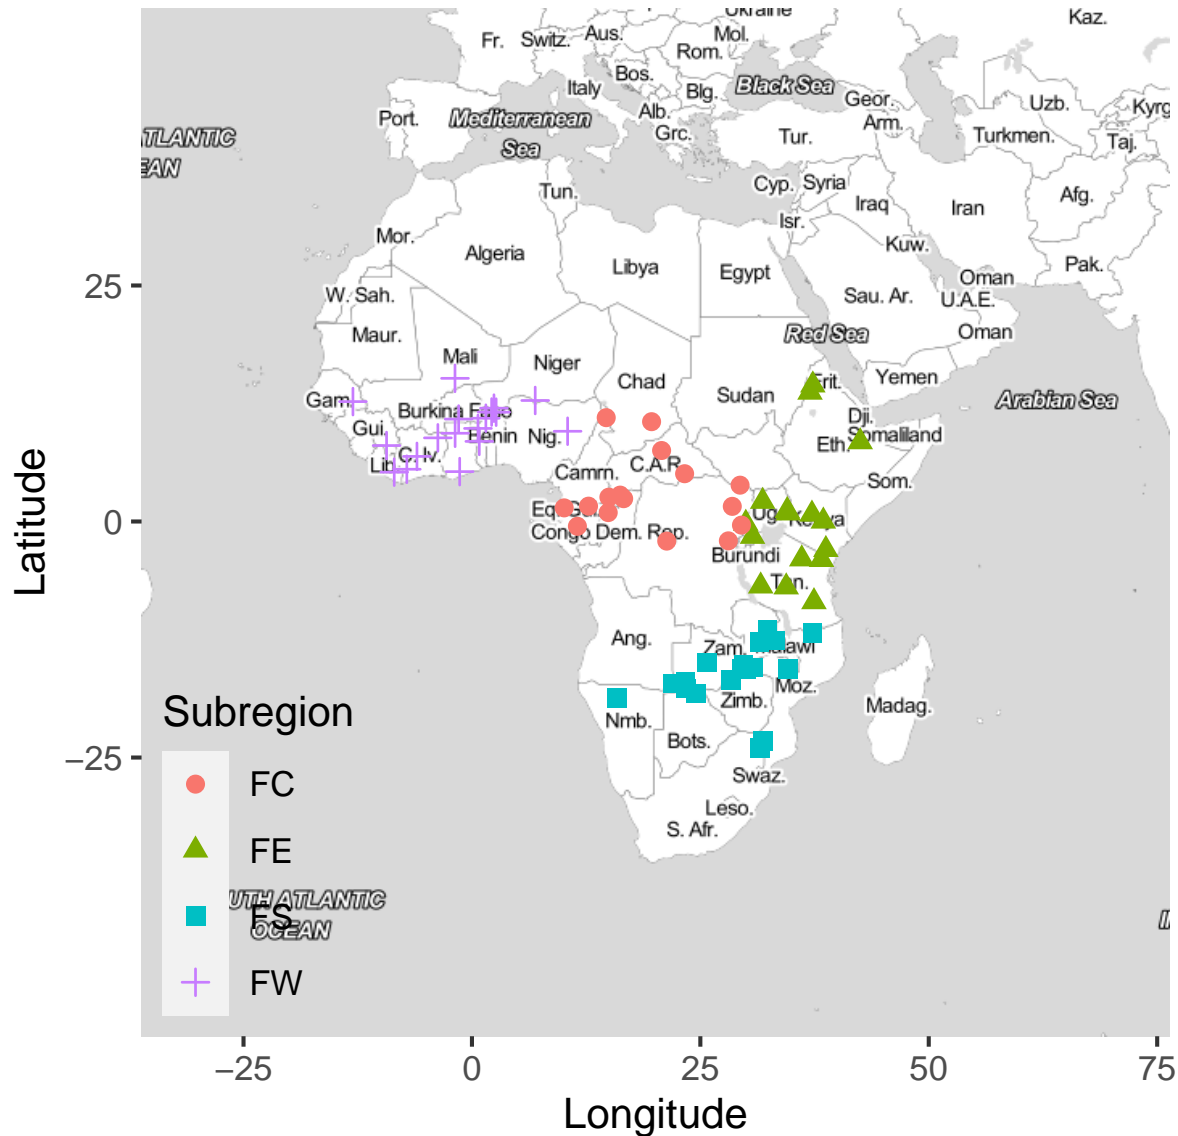 Ukraine
Kaz.
Fr.
Switz.
Aus.
Mol.
Rom.
Bos.
Italy
Blg.
Black Sea
Geor.
Uzb.
Kyrg
Port.
Mediterranean
Sea
Alb.
Grc.
Arm.
Tur.
Turkmen.
Taj.
ATLANTIC
EAN
Tun.
Cyp.
Syria
Iraq
Iran
Afg.
Isr.
Mor.
Kuw.
Algeria
Libya
Egypt
Pak.
Oman
25
W. Sah.
Sau. Ar.
U.A.E.
Maur.
Red Sea
Oman
Mali
Niger
Chad
Sudan
Erit.
Yemen
Arabian Sea
Gam.
Burkina Faso
Dji.
Gui.
Benin
Nig.
Eth.
Somaliland
Lib.
C. Iv.
Camrn.
C.A.R.
Som.
Eq. Gui.
Ug.
Kenya
0
Congo
Dem. Rep.
Burundi
Tan.
Latitude
Ang.
Zam.
Malawi
Moz.
Zimb.
Madag.
Nmb.
Bots.
−25
Swaz.
Leso.
S. Afr.
Subregion
FC
FE
UTH ATLANTIC
OCEAN
FS
FW
−25
0
25
50
75
Longitude